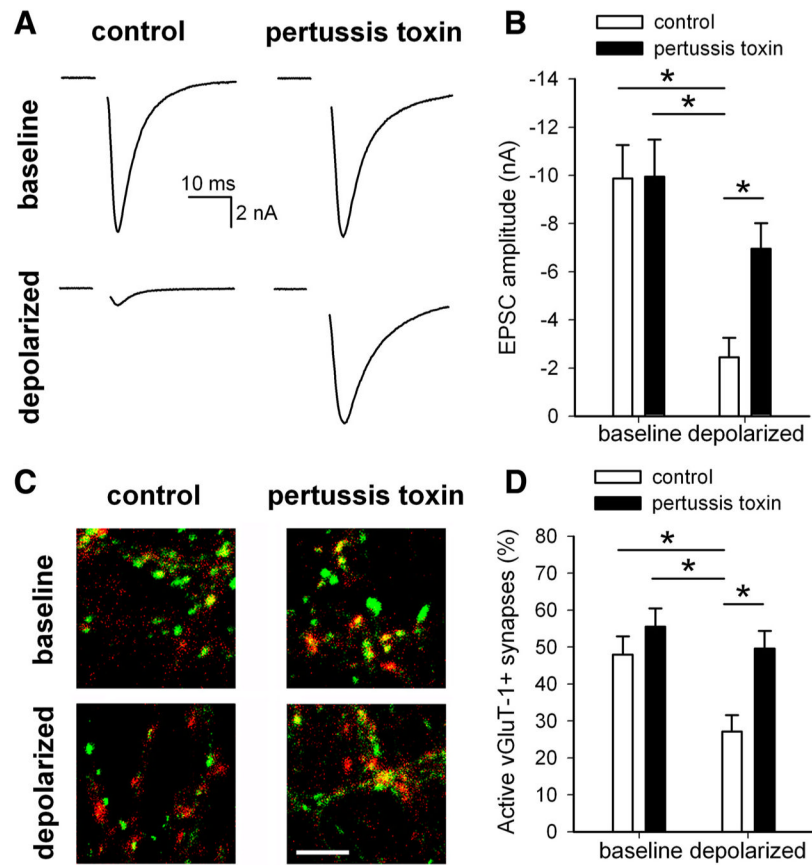 A
control
pertussis toxin
baseline
10 ms
2 nA
depolarized
B
control
pertussis toxin
EPSC amplitude (nA)
-14
-12
-10
-8
-6
-4
-2
0
* * *
baseline depolarized
C
control
pertussis toxin
baseline
depolarized
D
control
pertussis toxin
Active vGluT-1+ synapses (%)
80
70
60
50
40
30
20
10
0
* * *
baseline depolarized